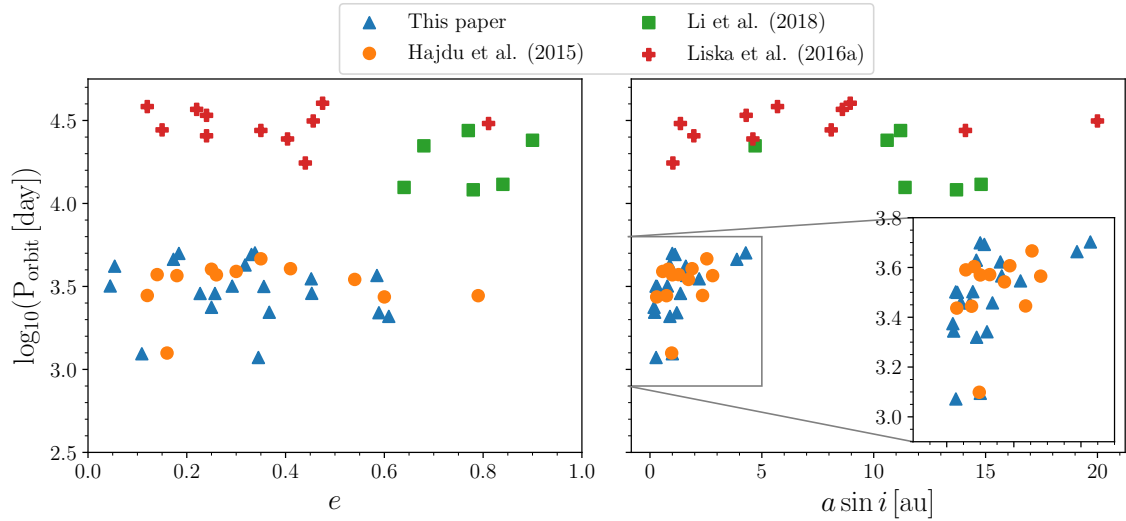 This paper
Hajdu et al. (2015)
Li et al. (2018)
Liska et al. (2016a)
log₁₀(P_orbit [day])
4.5
4.0
3.5
3.0
2.5
0.0 0.2 0.4 0.6 0.8 1.0
e
3.8
3.6
3.4
3.2
3.0
0 5 10 15 20
a sin i [au]